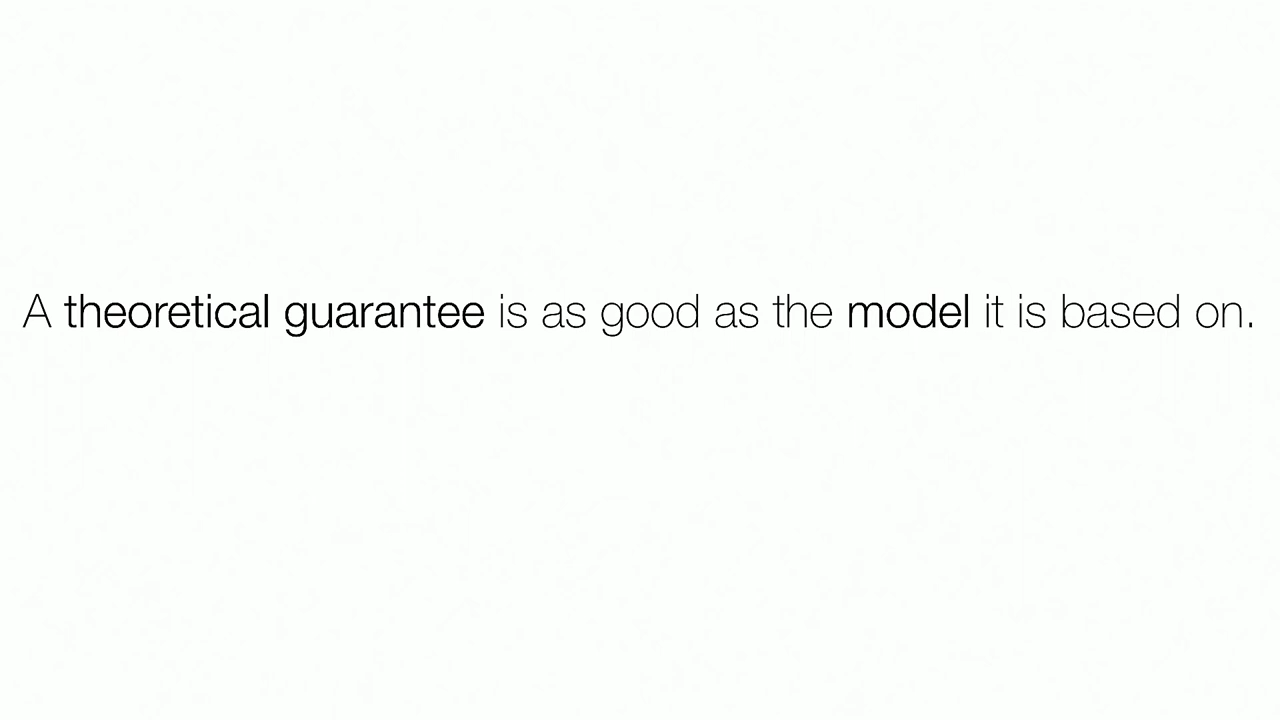 A theoretical guarantee is as good as the model it is based on.